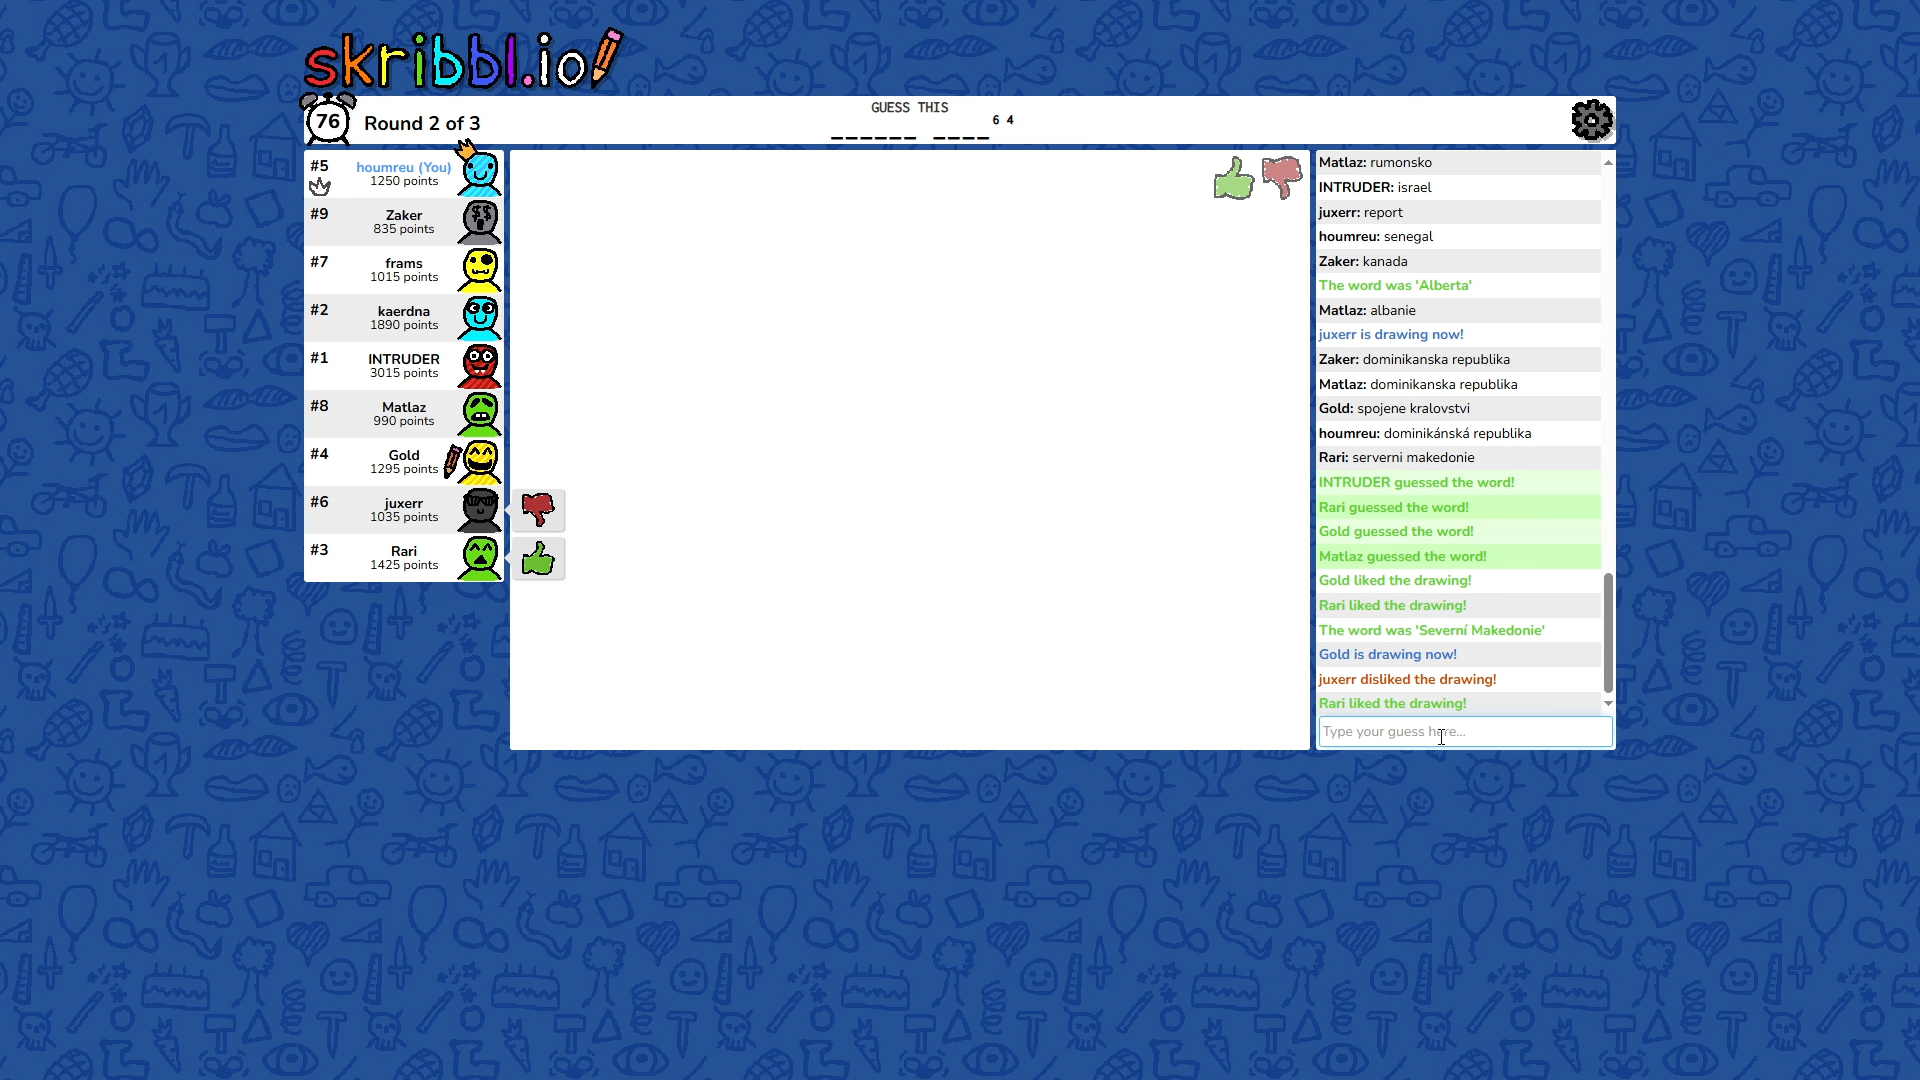 skribbl.io
76
Round 2 of 3
GUESS THIS
______ ____ 6 4
#5 houmreu (You)
1250 points
#9 Zaker
835 points
#7 frams
1015 points
#2 kaerdna
1890 points
#1 INTRUDER
3015 points
#8 Matlaz
990 points
#4 Gold
1295 points
#6 juxerr
1035 points
#3 Rari
1425 points
Matlaz: rumonsko
INTRUDER: israel
juxerr: report
houmreu: senegal
Zaker: kanada
The word was 'Alberta'
Matlaz: albanie
juxerr is drawing now!
Zaker: dominikanska republika
Matlaz: dominikanska republika
Gold: spojene kralovstvi
houmreu: dominikánská republika
Rari: serverni makedonie
INTRUDER guessed the word!
Rari guessed the word!
Gold guessed the word!
Matlaz guessed the word!
Gold liked the drawing!
Rari liked the drawing!
The word was 'Severní Makedonie'
Gold is drawing now!
juxerr disliked the drawing!
Rari liked the drawing!
Type your guess here...